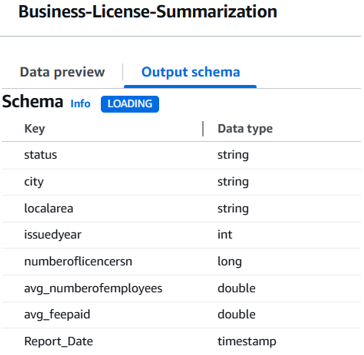 Business-License-Summarization
Data preview Output schema
Schema Info LOADING
Key Data type
status string
city string
localarea string
issuedyear int
numberoflicencersn long
avg_numberofemployees double
avg_feepaid double
Report_Date timestamp